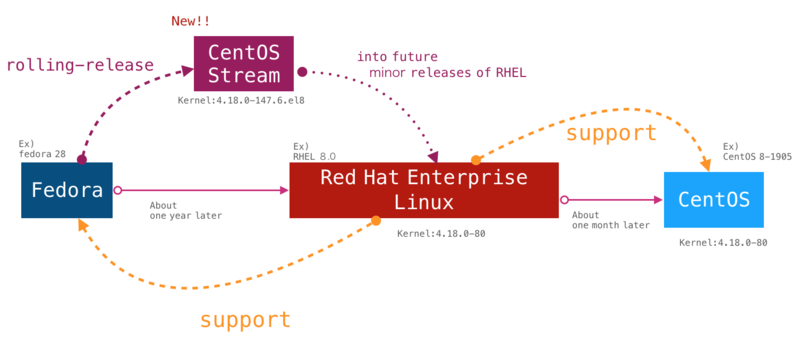 New!!
CentOS
Stream
rolling-release
into future
minor releases of RHEL
Kernel:4.18.0-147.6.el8
support
Ex)
fedora 28
Ex)
RHEL 8.0
Ex)
CentOS 8-1905
Fedora
Red Hat Enterprise
Linux
CentOS
About
one year later
About
one month later
Kernel:4.18.0-80
Kernel:4.18.0-80
support